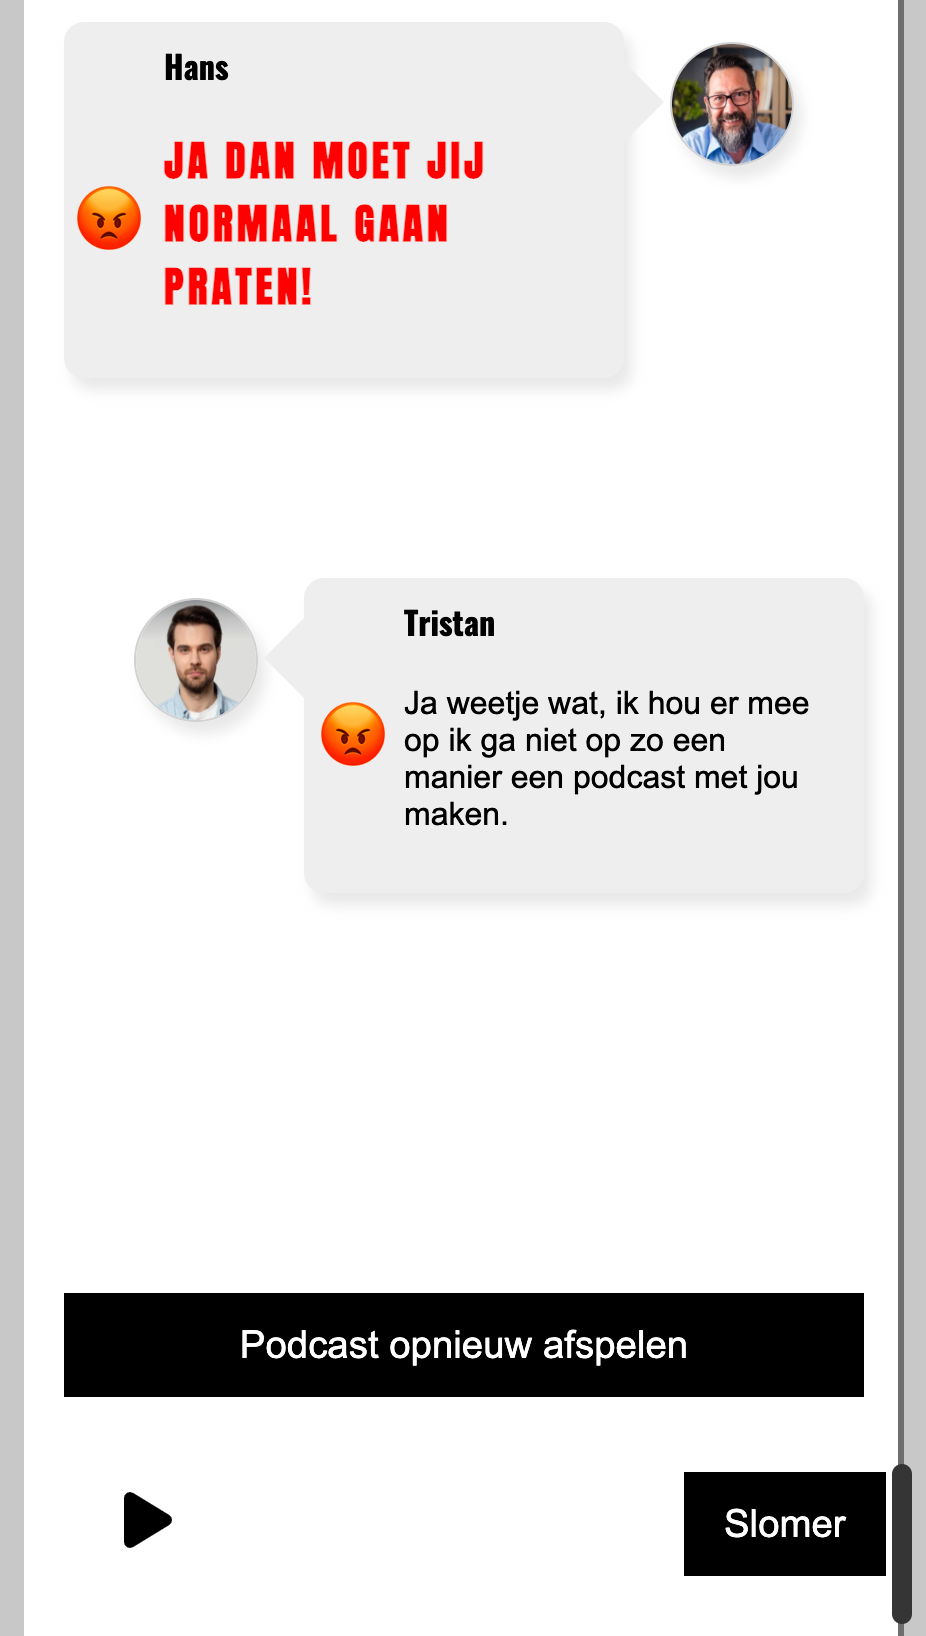 Hans
JA DAN MOET JIJ
NORMAAL GAAN
PRATEN!
Tristan
Ja weetje wat, ik hou er mee
op ik ga niet op zo een
manier een podcast met jou
maken.
Podcast opnieuw afspelen
Slomer